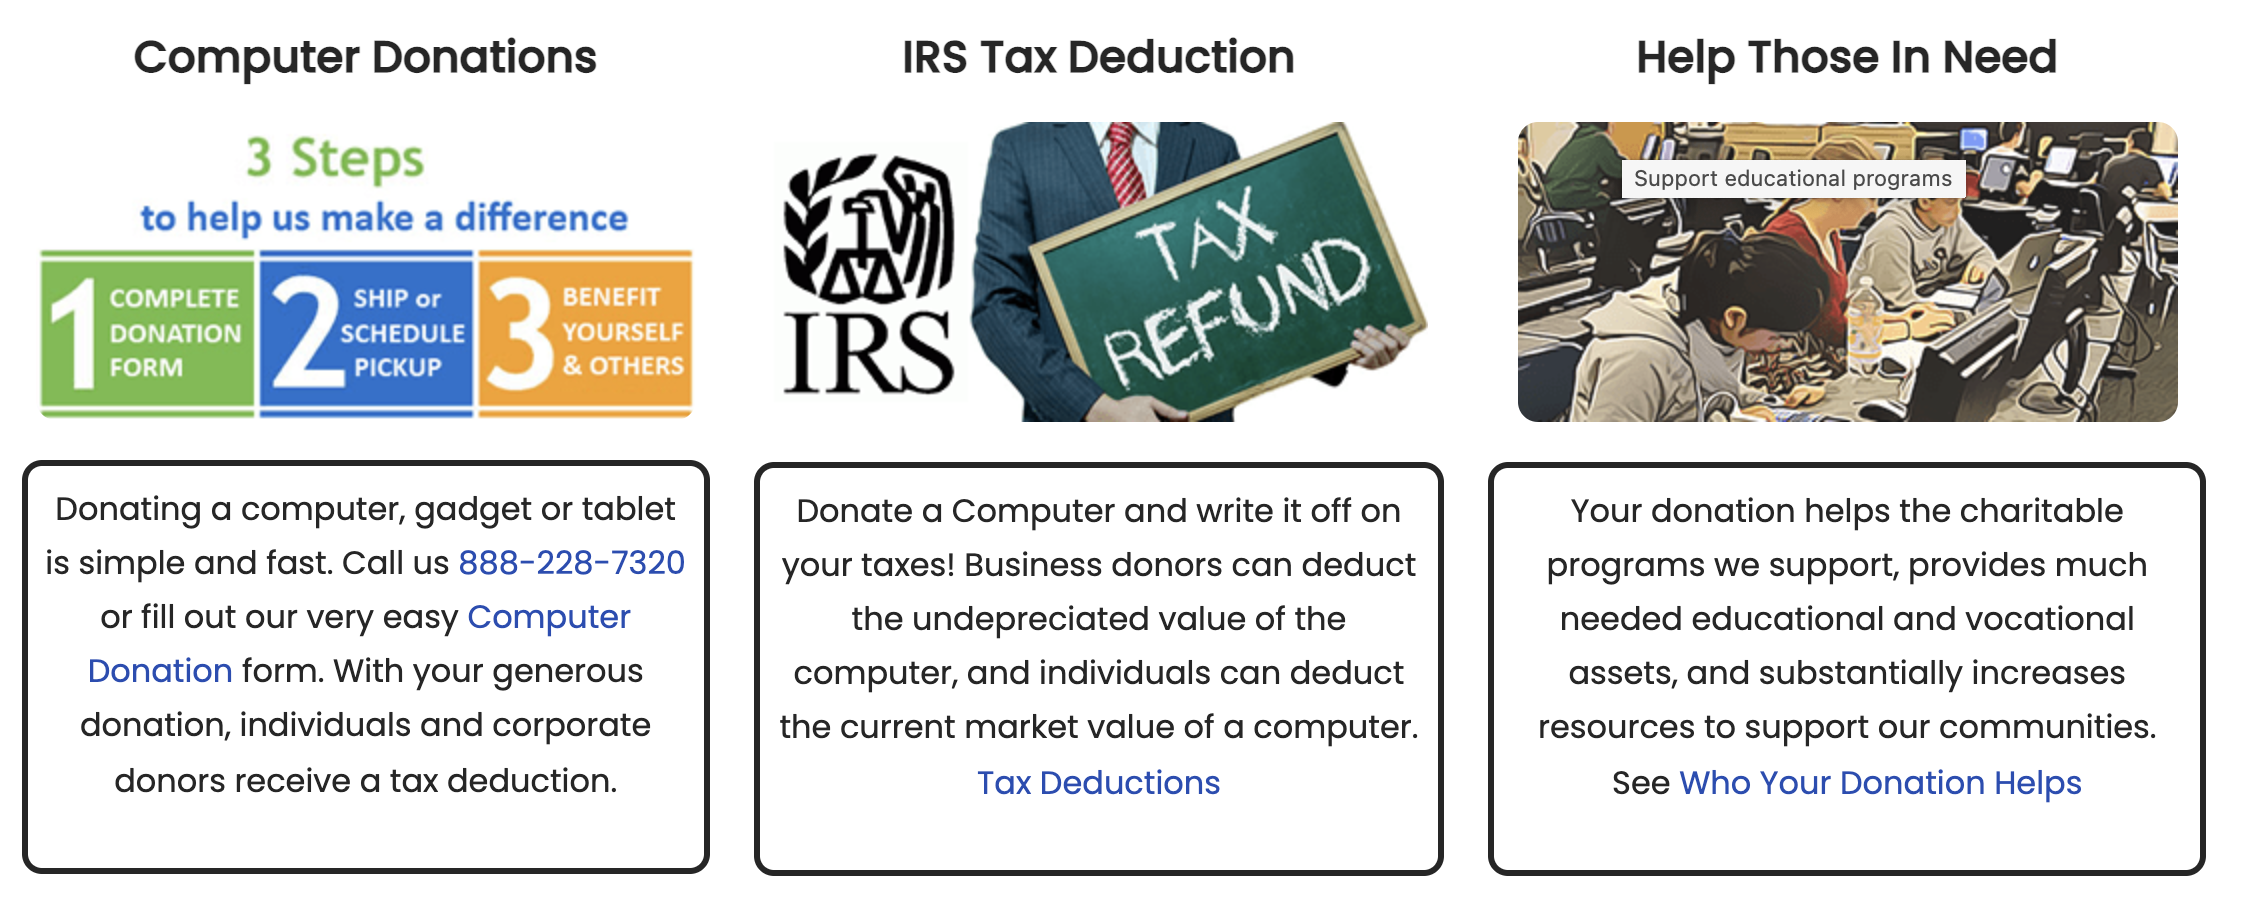 Computer Donations
3 Steps
to help us make a difference
1 COMPLETE
DONATION
FORM
2 SHIP or
SCHEDULE
PICKUP
3 BENEFIT
YOURSELF
& OTHERS
Donating a computer, gadget or tablet
is simple and fast. Call us 888-228-7320
or fill out our very easy Computer
Donation form. With your generous
donation, individuals and corporate
donors receive a tax deduction.
IRS Tax Deduction
IRS
TAX
REFUND
Donate a Computer and write it off on
your taxes! Business donors can deduct
the undepreciated value of the
computer, and individuals can deduct
the current market value of a computer.
Tax Deductions
Help Those In Need
Support educational programs
Your donation helps the charitable
programs we support, provides much
needed educational and vocational
assets, and substantially increases
resources to support our communities.
See Who Your Donation Helps